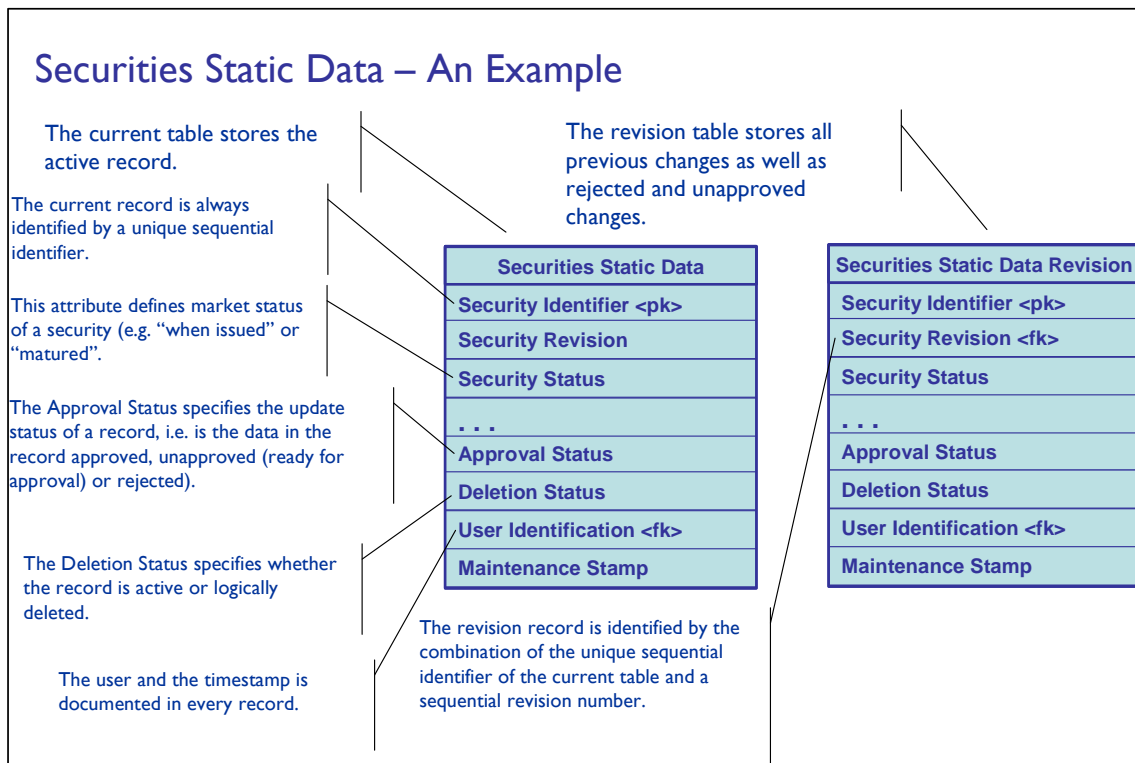 Securities Static Data – An Example
The current table stores the
active record.
The revision table stores all
previous changes as well as
rejected and unapproved
changes.
The current record is always
identified by a unique sequential
identifier.
This attribute defines market status
of a security (e.g. “when issued” or
“matured”.
The Approval Status specifies the update
status of a record, i.e. is the data in the
record approved, unapproved (ready for
approval) or rejected).
The Deletion Status specifies whether
the record is active or logically
deleted.
The user and the timestamp is
documented in every record.
Securities Static Data
Security Identifier <pk>
Security Revision
Security Status
. . .
Approval Status
Deletion Status
User Identification <fk>
Maintenance Stamp
The revision record is identified by the
combination of the unique sequential
identifier of the current table and a
sequential revision number.
Securities Static Data Revision
Security Identifier <pk>
Security Revision <fk>
Security Status
. . .
Approval Status
Deletion Status
User Identification <fk>
Maintenance Stamp